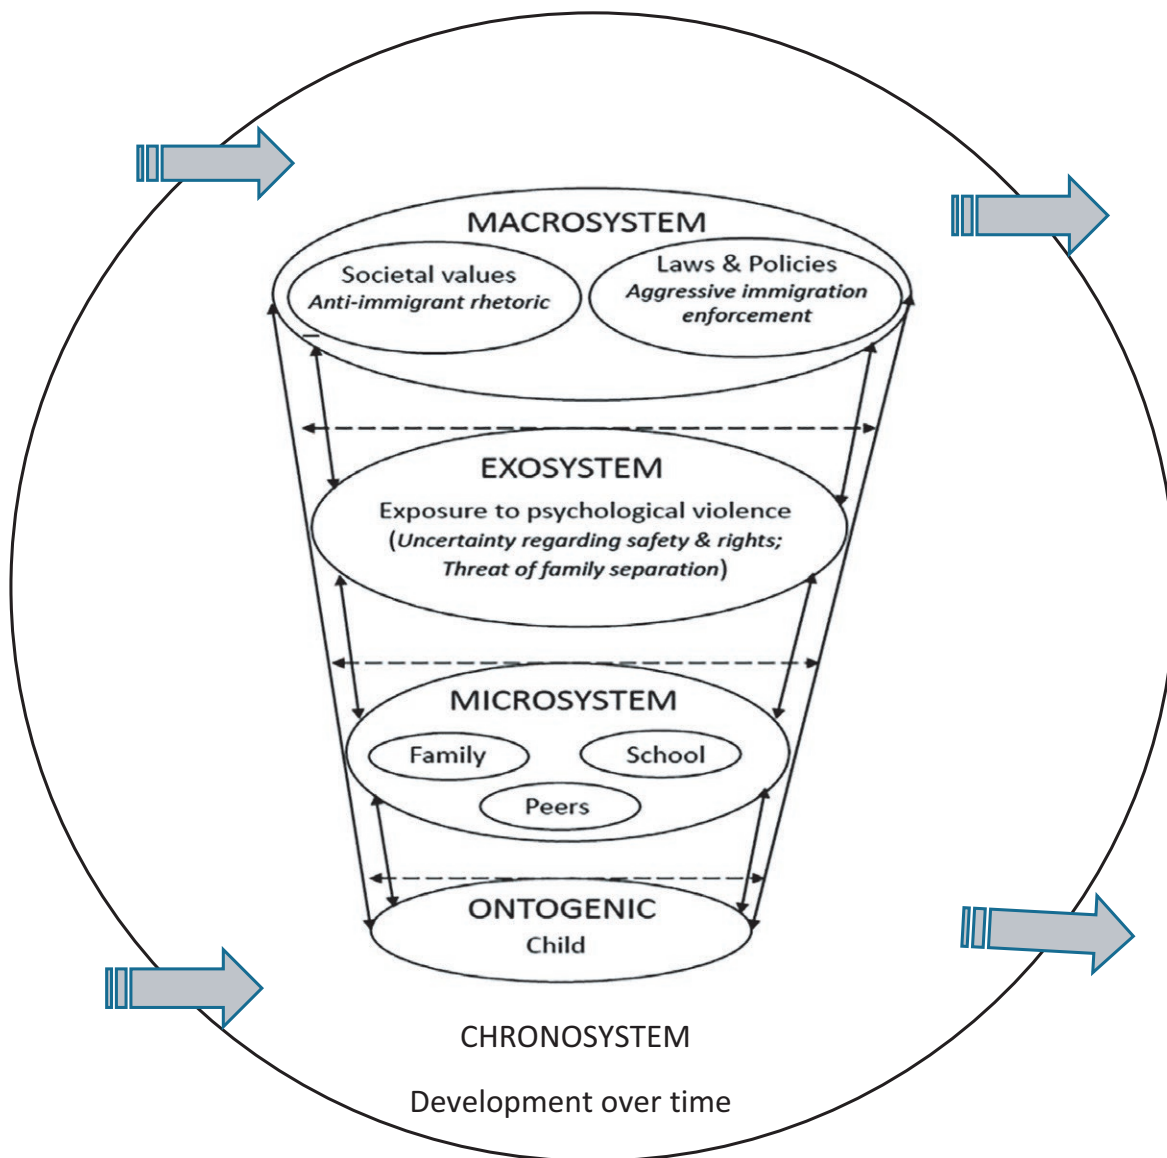 MACROSYSTEM
Societal values
Anti-immigrant rhetoric
Laws & Policies
Aggressive immigration
enforcement
EXOSYSTEM
Exposure to psychological violence
(Uncertainty regarding safety & rights;
Threat of family separation)
MICROSYSTEM
Family
School
Peers
ONTOGENIC
Child
CHRONOSYSTEM
Development over time